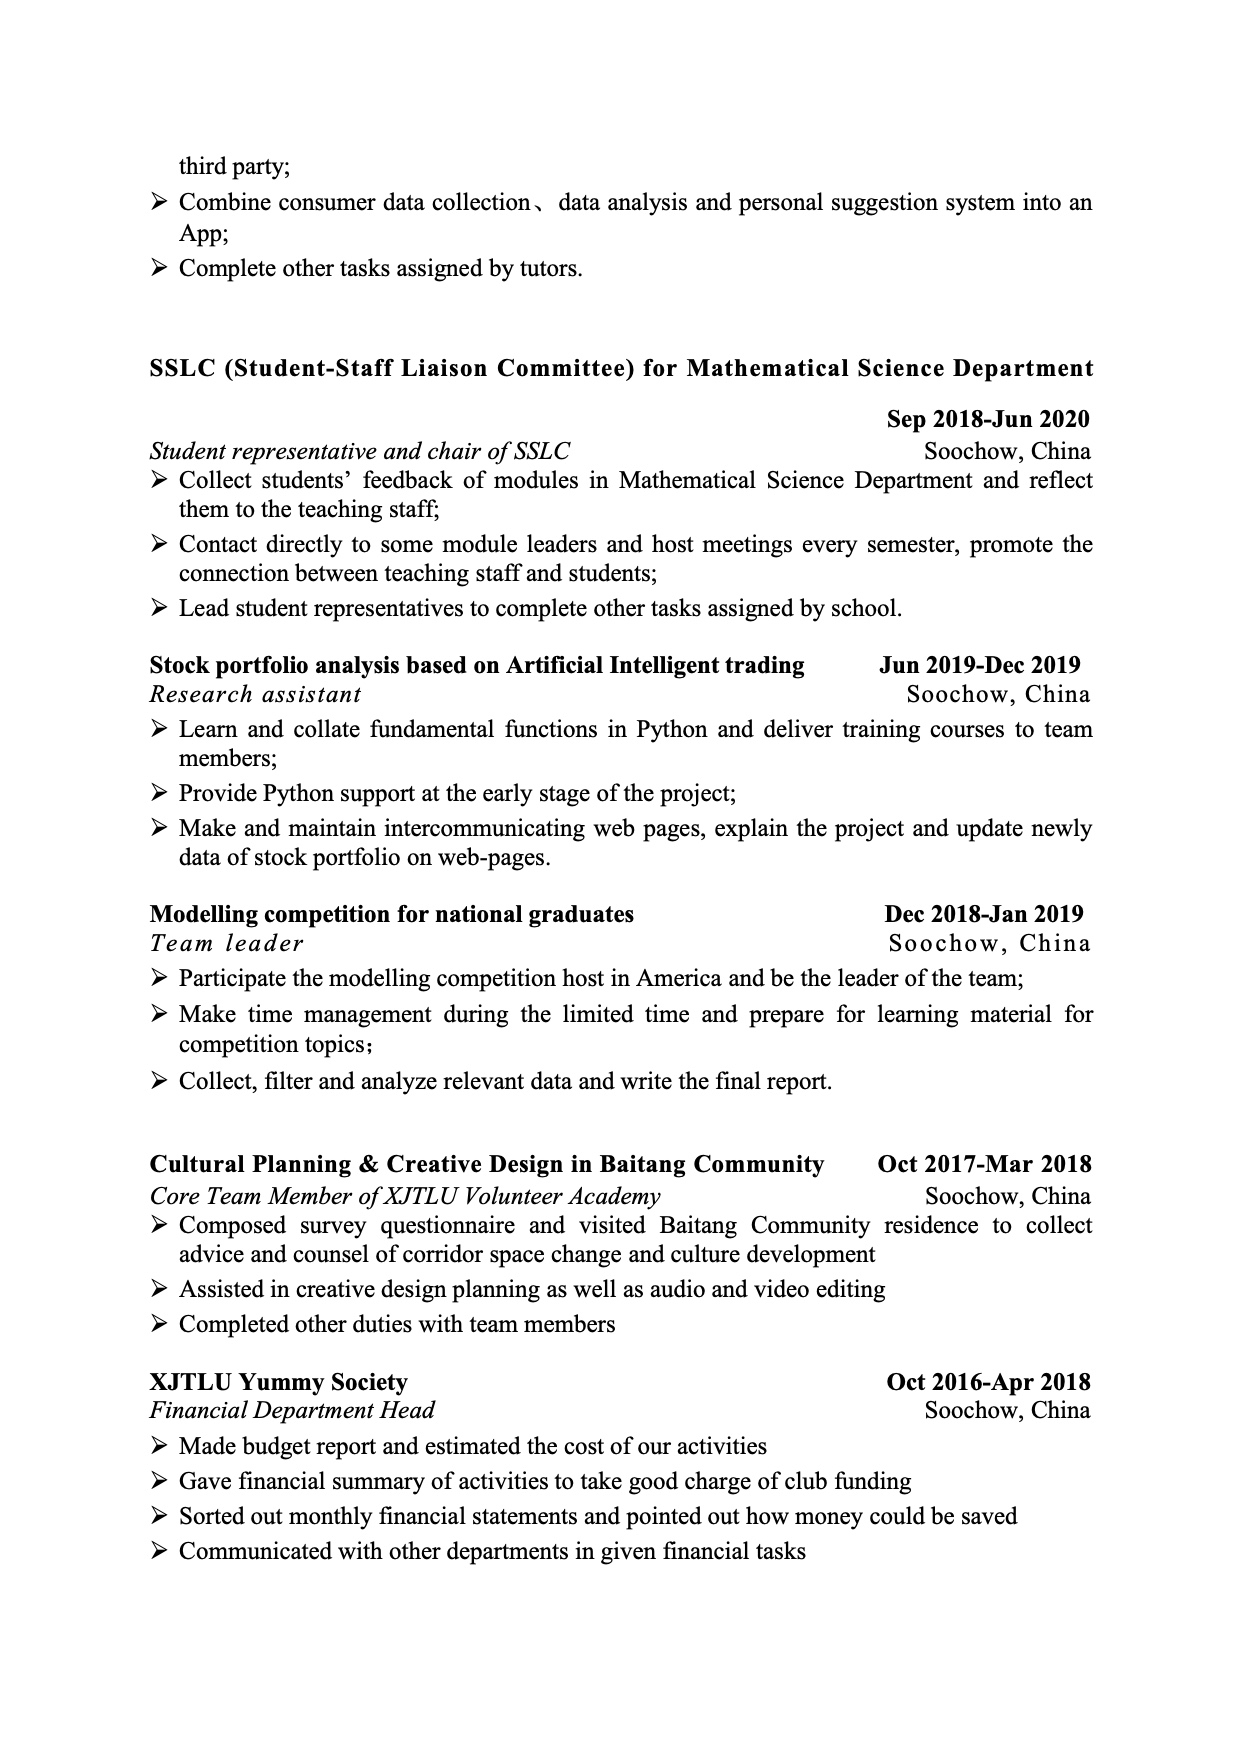 third party;
➢ Combine consumer data collection、data analysis and personal suggestion system into an
App;
➢ Complete other tasks assigned by tutors.
SSLC (Student-Staff Liaison Committee) for Mathematical Science Department
Sep 2018-Jun 2020
Student representative and chair of SSLC Soochow, China
➢ Collect students’ feedback of modules in Mathematical Science Department and reflect
them to the teaching staff;
➢ Contact directly to some module leaders and host meetings every semester, promote the
connection between teaching staff and students;
➢ Lead student representatives to complete other tasks assigned by school.
Stock portfolio analysis based on Artificial Intelligent trading Jun 2019-Dec 2019
Research assistant Soochow, China
➢ Learn and collate fundamental functions in Python and deliver training courses to team
members;
➢ Provide Python support at the early stage of the project;
➢ Make and maintain intercommunicating web pages, explain the project and update newly
data of stock portfolio on web-pages.
Modelling competition for national graduates Dec 2018-Jan 2019
Team leader Soochow, China
➢ Participate the modelling competition host in America and be the leader of the team;
➢ Make time management during the limited time and prepare for learning material for
competition topics；
➢ Collect, filter and analyze relevant data and write the final report.
Cultural Planning & Creative Design in Baitang Community Oct 2017-Mar 2018
Core Team Member of XJTLU Volunteer Academy Soochow, China
➢ Composed survey questionnaire and visited Baitang Community residence to collect
advice and counsel of corridor space change and culture development
➢ Assisted in creative design planning as well as audio and video editing
➢ Completed other duties with team members
XJTLU Yummy Society Oct 2016-Apr 2018
Financial Department Head Soochow, China
➢ Made budget report and estimated the cost of our activities
➢ Gave financial summary of activities to take good charge of club funding
➢ Sorted out monthly financial statements and pointed out how money could be saved
➢ Communicated with other departments in given financial tasks